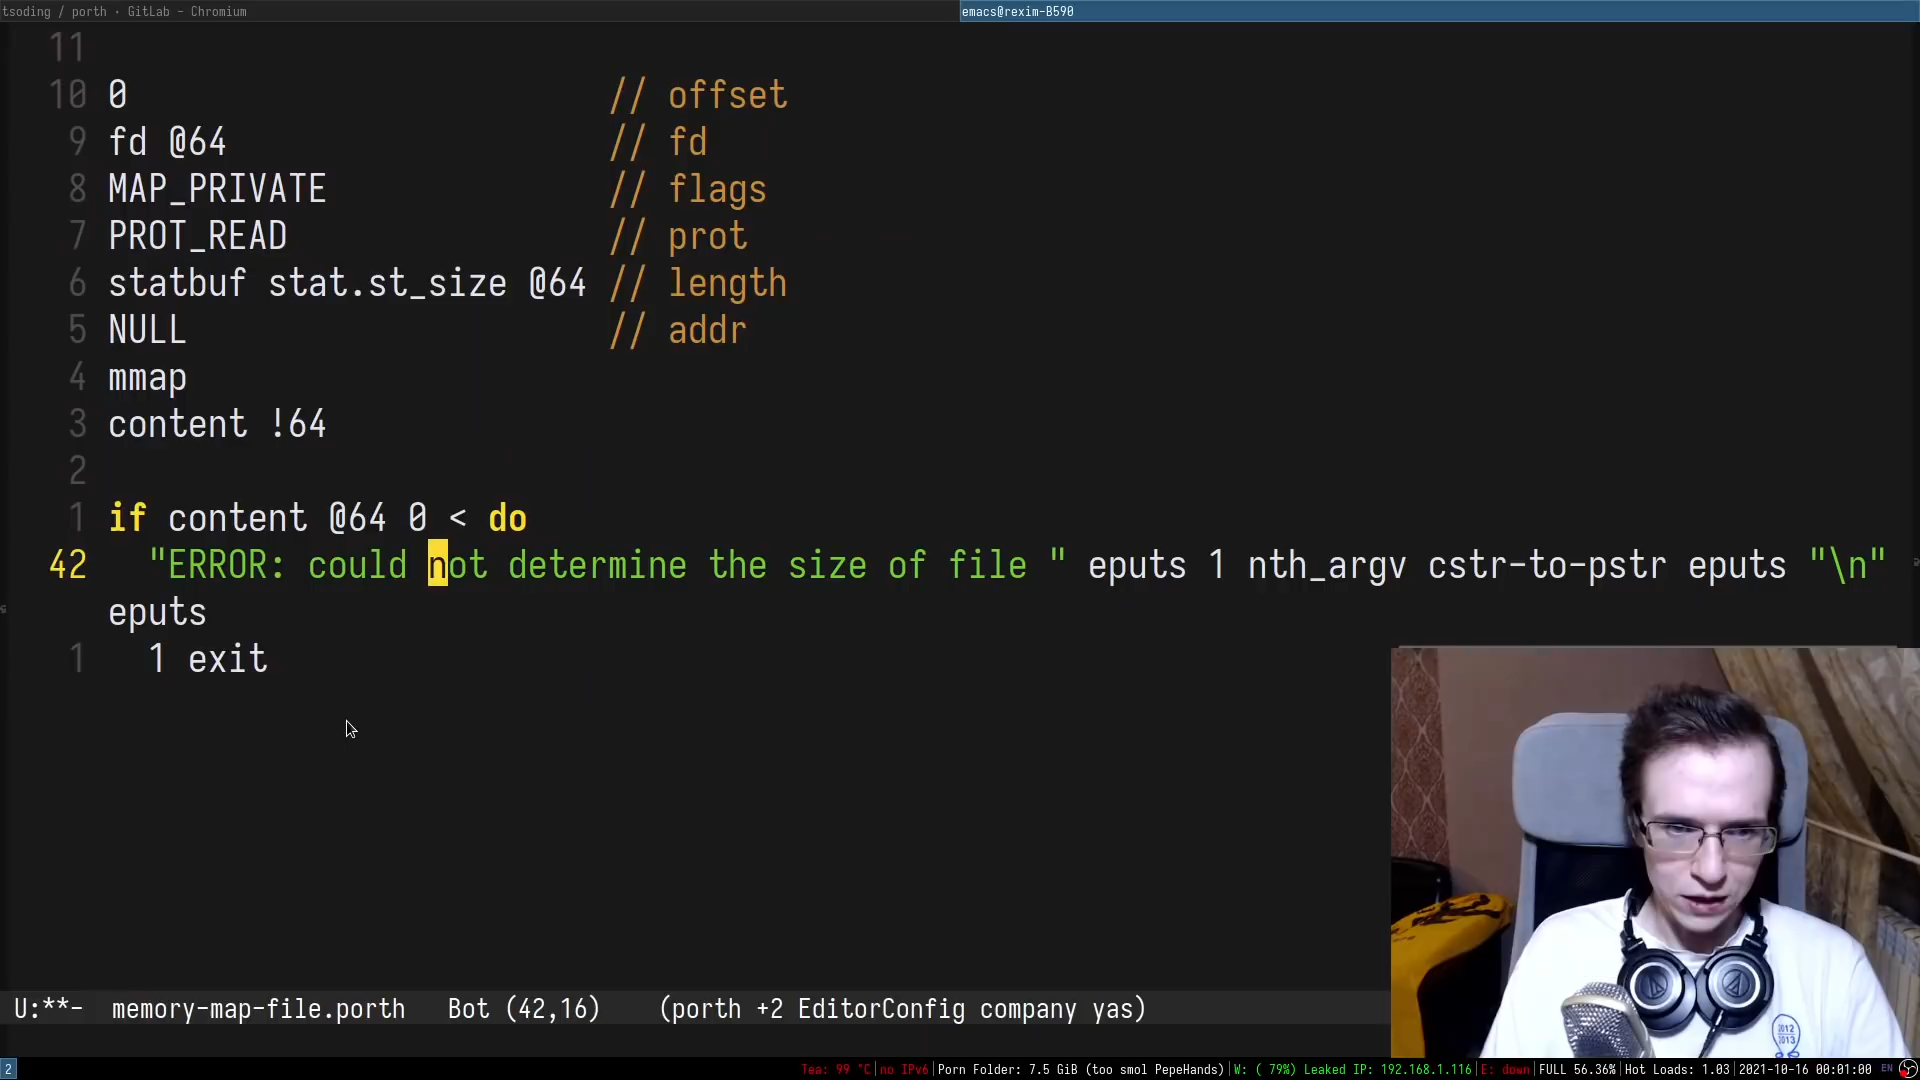 tsoding / porth · GitLab - Chromium
emacs@rexim-B590
11
10 0 // offset
9 fd @64 // fd
8 MAP_PRIVATE // flags
7 PROT_READ // prot
6 statbuf stat.st_size @64 // length
5 NULL // addr
4 mmap
3 content !64
2
1 if content @64 0 < do
42 "ERROR: could not determine the size of file " eputs 1 nth_argv cstr-to-pstr eputs "\n"
eputs
1 1 exit
2012
2013
U:**- memory-map-file.porth Bot (42,16) (porth +2 EditorConfig company yas)
2 Tea: 99 °C|no IPv6|Porn Folder: 7.5 GiB (too smol PepeHands)|W: ( 79%) Leaked IP: 192.168.1.116|E: down|FULL 56.36%|Hot Loads: 1.03|2021-10-16 00:01:00 EN